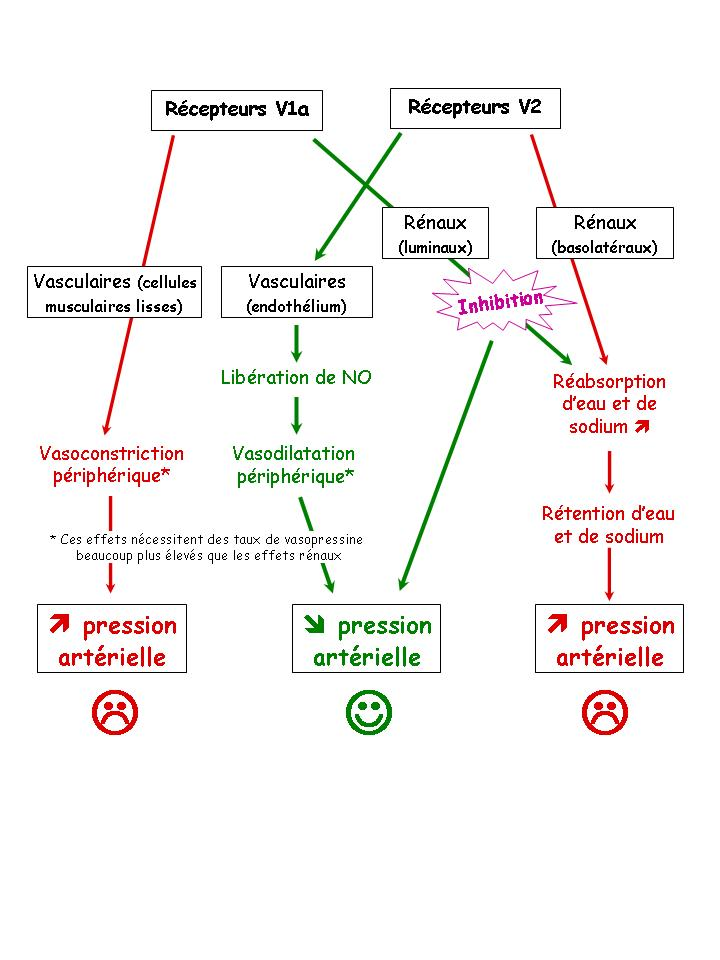 Récepteurs V1a
Récepteurs V2
Rénaux
(luminaux)
Rénaux
(basolatéraux)
Vasculaires (cellules
musculaires lisses)
Vasculaires
(endothélium)
Inhibition
Libération de NO
Réabsorption
d'eau et de
sodium ↗
Vasoconstriction
périphérique*
Vasodilatation
périphérique*
Rétention d'eau
et de sodium
* Ces effets nécessitent des taux de vasopressine
beaucoup plus élevés que les effets rénaux
↗ pression
artérielle
↘ pression
artérielle
↗ pression
artérielle